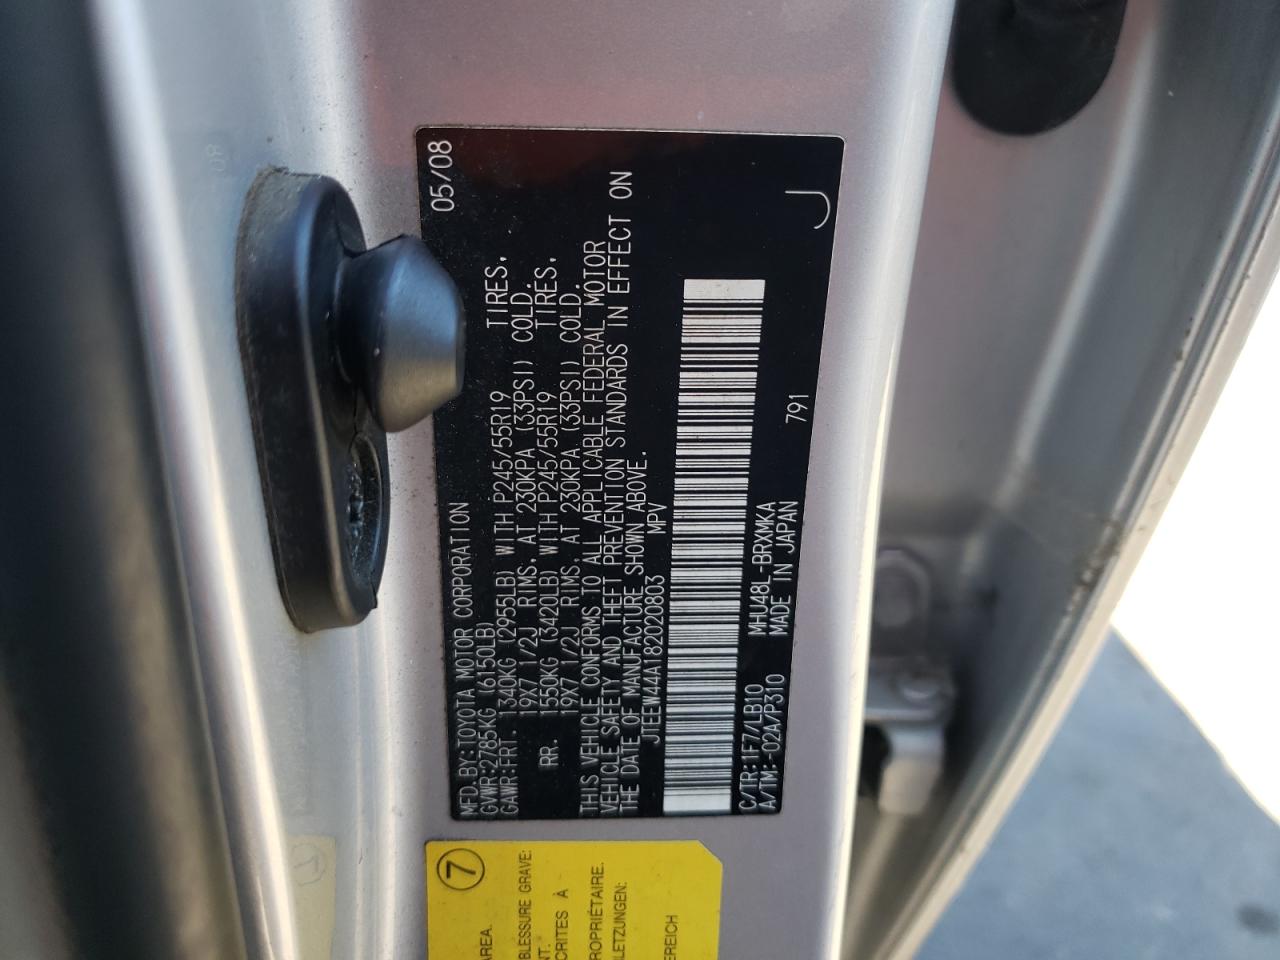 MFD. BY:TOYOTA MOTOR CORPORATION 05/08
GVWR:2785KG (6150LB)
GAWR:FRT. 1340KG (2955LB) WITH P245/55R19 TIRES,
19X7 1/2J RIMS, AT 230KPA (33PSI) COLD.
RR. 1550KG (3420LB) WITH P245/55R19 TIRES,
19X7 1/2J RIMS, AT 230KPA (33PSI) COLD.
THIS VEHICLE CONFORMS TO ALL APPLICABLE FEDERAL MOTOR
VEHICLE SAFETY AND THEFT PREVENTION STANDARDS IN EFFECT ON
THE DATE OF MANUFACTURE SHOWN ABOVE.
JTEEW44A182020803 MPV
C/TR:1F7/LB10 MHU48L-BRXMKA
A/TM:-02A/P310 MADE IN JAPAN 791
J
7
AREA.
BLESSURE GRAVE:
NT.
CRITES À
ROPRIÉTAIRE.
BLETZUNGEN:
EREICH